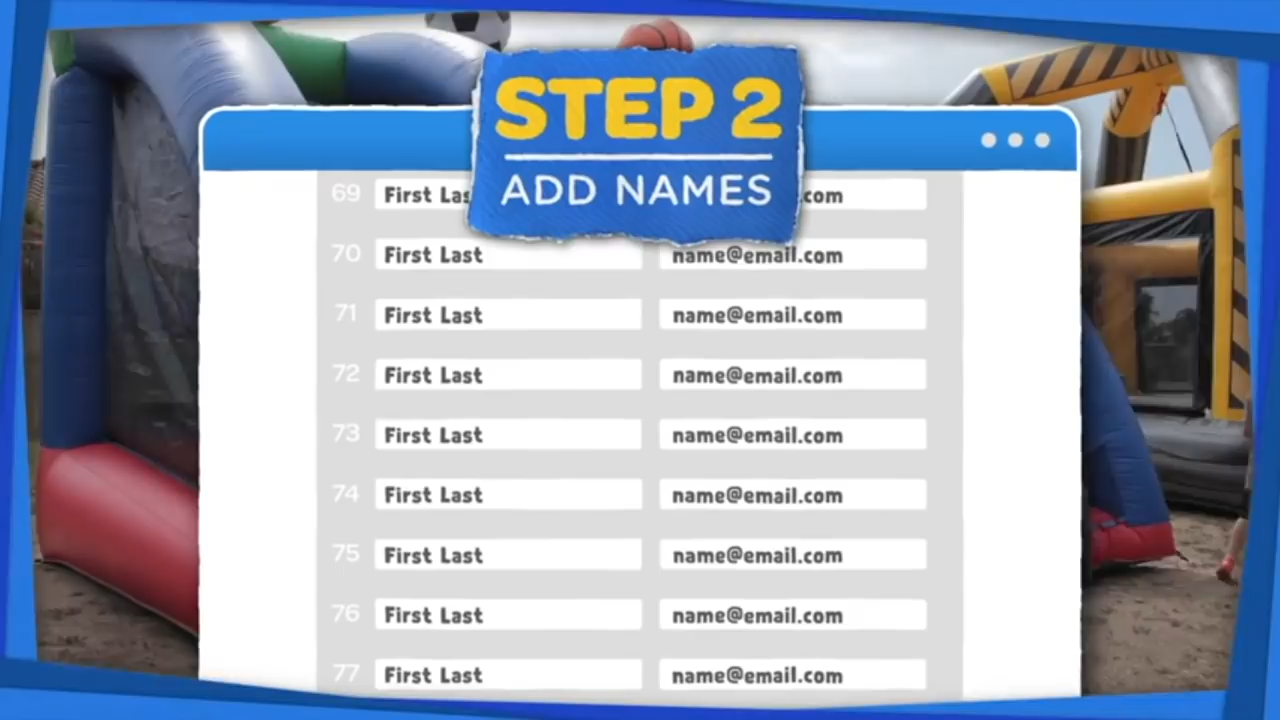 STEP 2
ADD NAMES
69 First Las .com
70 First Last name@email.com
71 First Last name@email.com
72 First Last name@email.com
73 First Last name@email.com
74 First Last name@email.com
75 First Last name@email.com
76 First Last name@email.com
77 First Last name@email.com